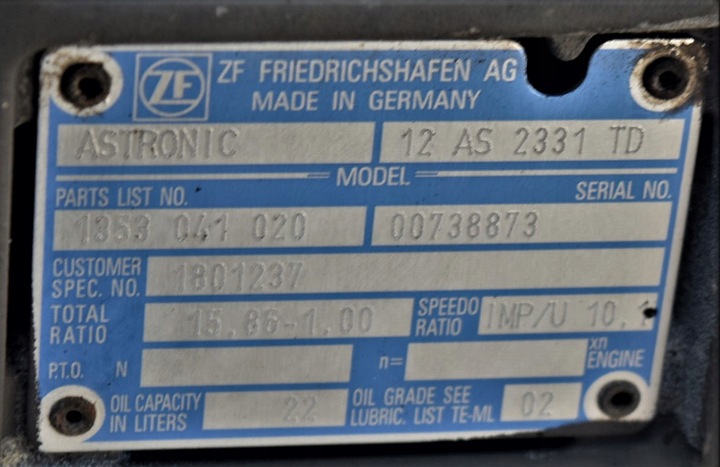 ZF ZF FRIEDRICHSHAFEN AG
MADE IN GERMANY
ASTRONIC 12 AS 2331 TD
MODEL
PARTS LIST NO. SERIAL NO.
1353 041 020 00738873
CUSTOMER SPEC. NO. 1801237
TOTAL RATIO 15.86-1.00 SPEEDO RATIO IMP/U 10,1
P.T.O. N n= xn ENGINE
OIL CAPACITY IN LITERS 22 OIL GRADE SEE LUBRIC. LIST TE-ML 02